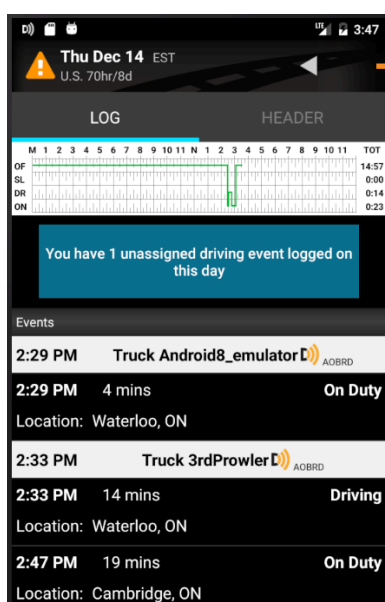 D)) LTE 3:47
Thu Dec 14 EST
U.S. 70hr/8d
LOG HEADER
M 1 2 3 4 5 6 7 8 9 10 11 N 1 2 3 4 5 6 7 8 9 10 11 TOT
OF 14:57
SL 0:00
DR 0:14
ON 0:23
You have 1 unassigned driving event logged on
this day
Events
2:29 PM Truck Android8_emulator D)) AOBRD
2:29 PM 4 mins On Duty
Location: Waterloo, ON
2:33 PM Truck 3rdProwler D)) AOBRD
2:33 PM 14 mins Driving
Location: Waterloo, ON
2:47 PM 19 mins On Duty
Location: Cambridge, ON